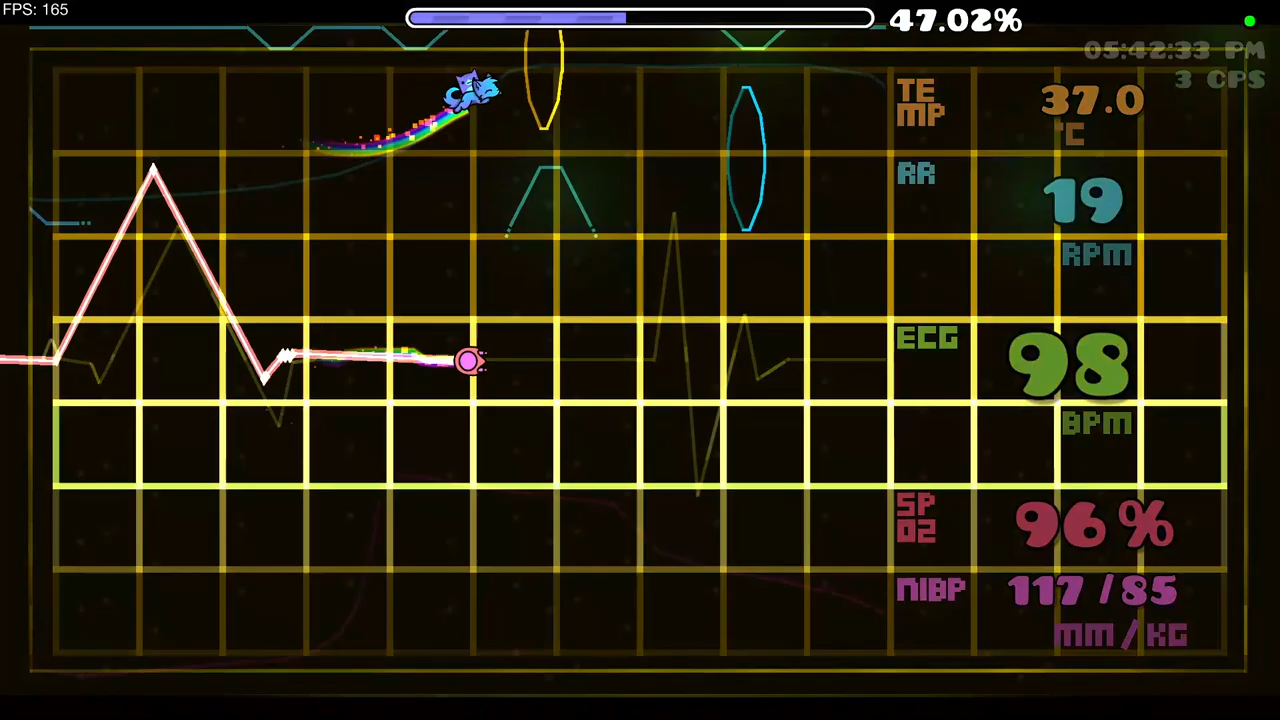 FPS: 165
47.02%
05:42:33 PM
3 CPS
TE
MP
37.0
°C
RR
19
RPM
ECG
98
BPM
SP
O2
96 %
NIBP
117 / 85
MM / KG